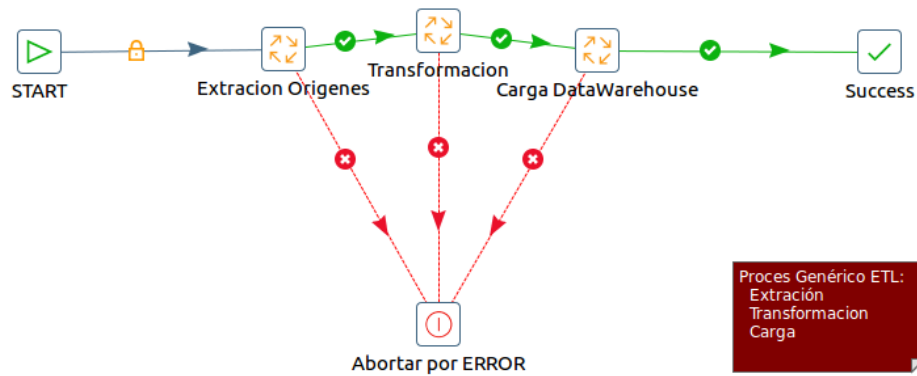 START
Extracion Origenes
Transformacion
Carga DataWarehouse
Success
Abortar por ERROR
Proces Genérico ETL:
Extración
Transformacion
Carga